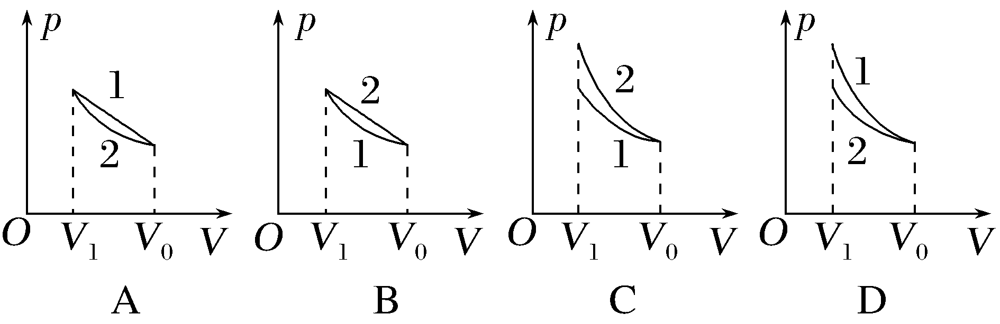 p p p p
1 2 2 1
2 1 1 2
O V₁ V₀ V O V₁ V₀ V O V₁ V₀ V O V₁ V₀ V
A B C D